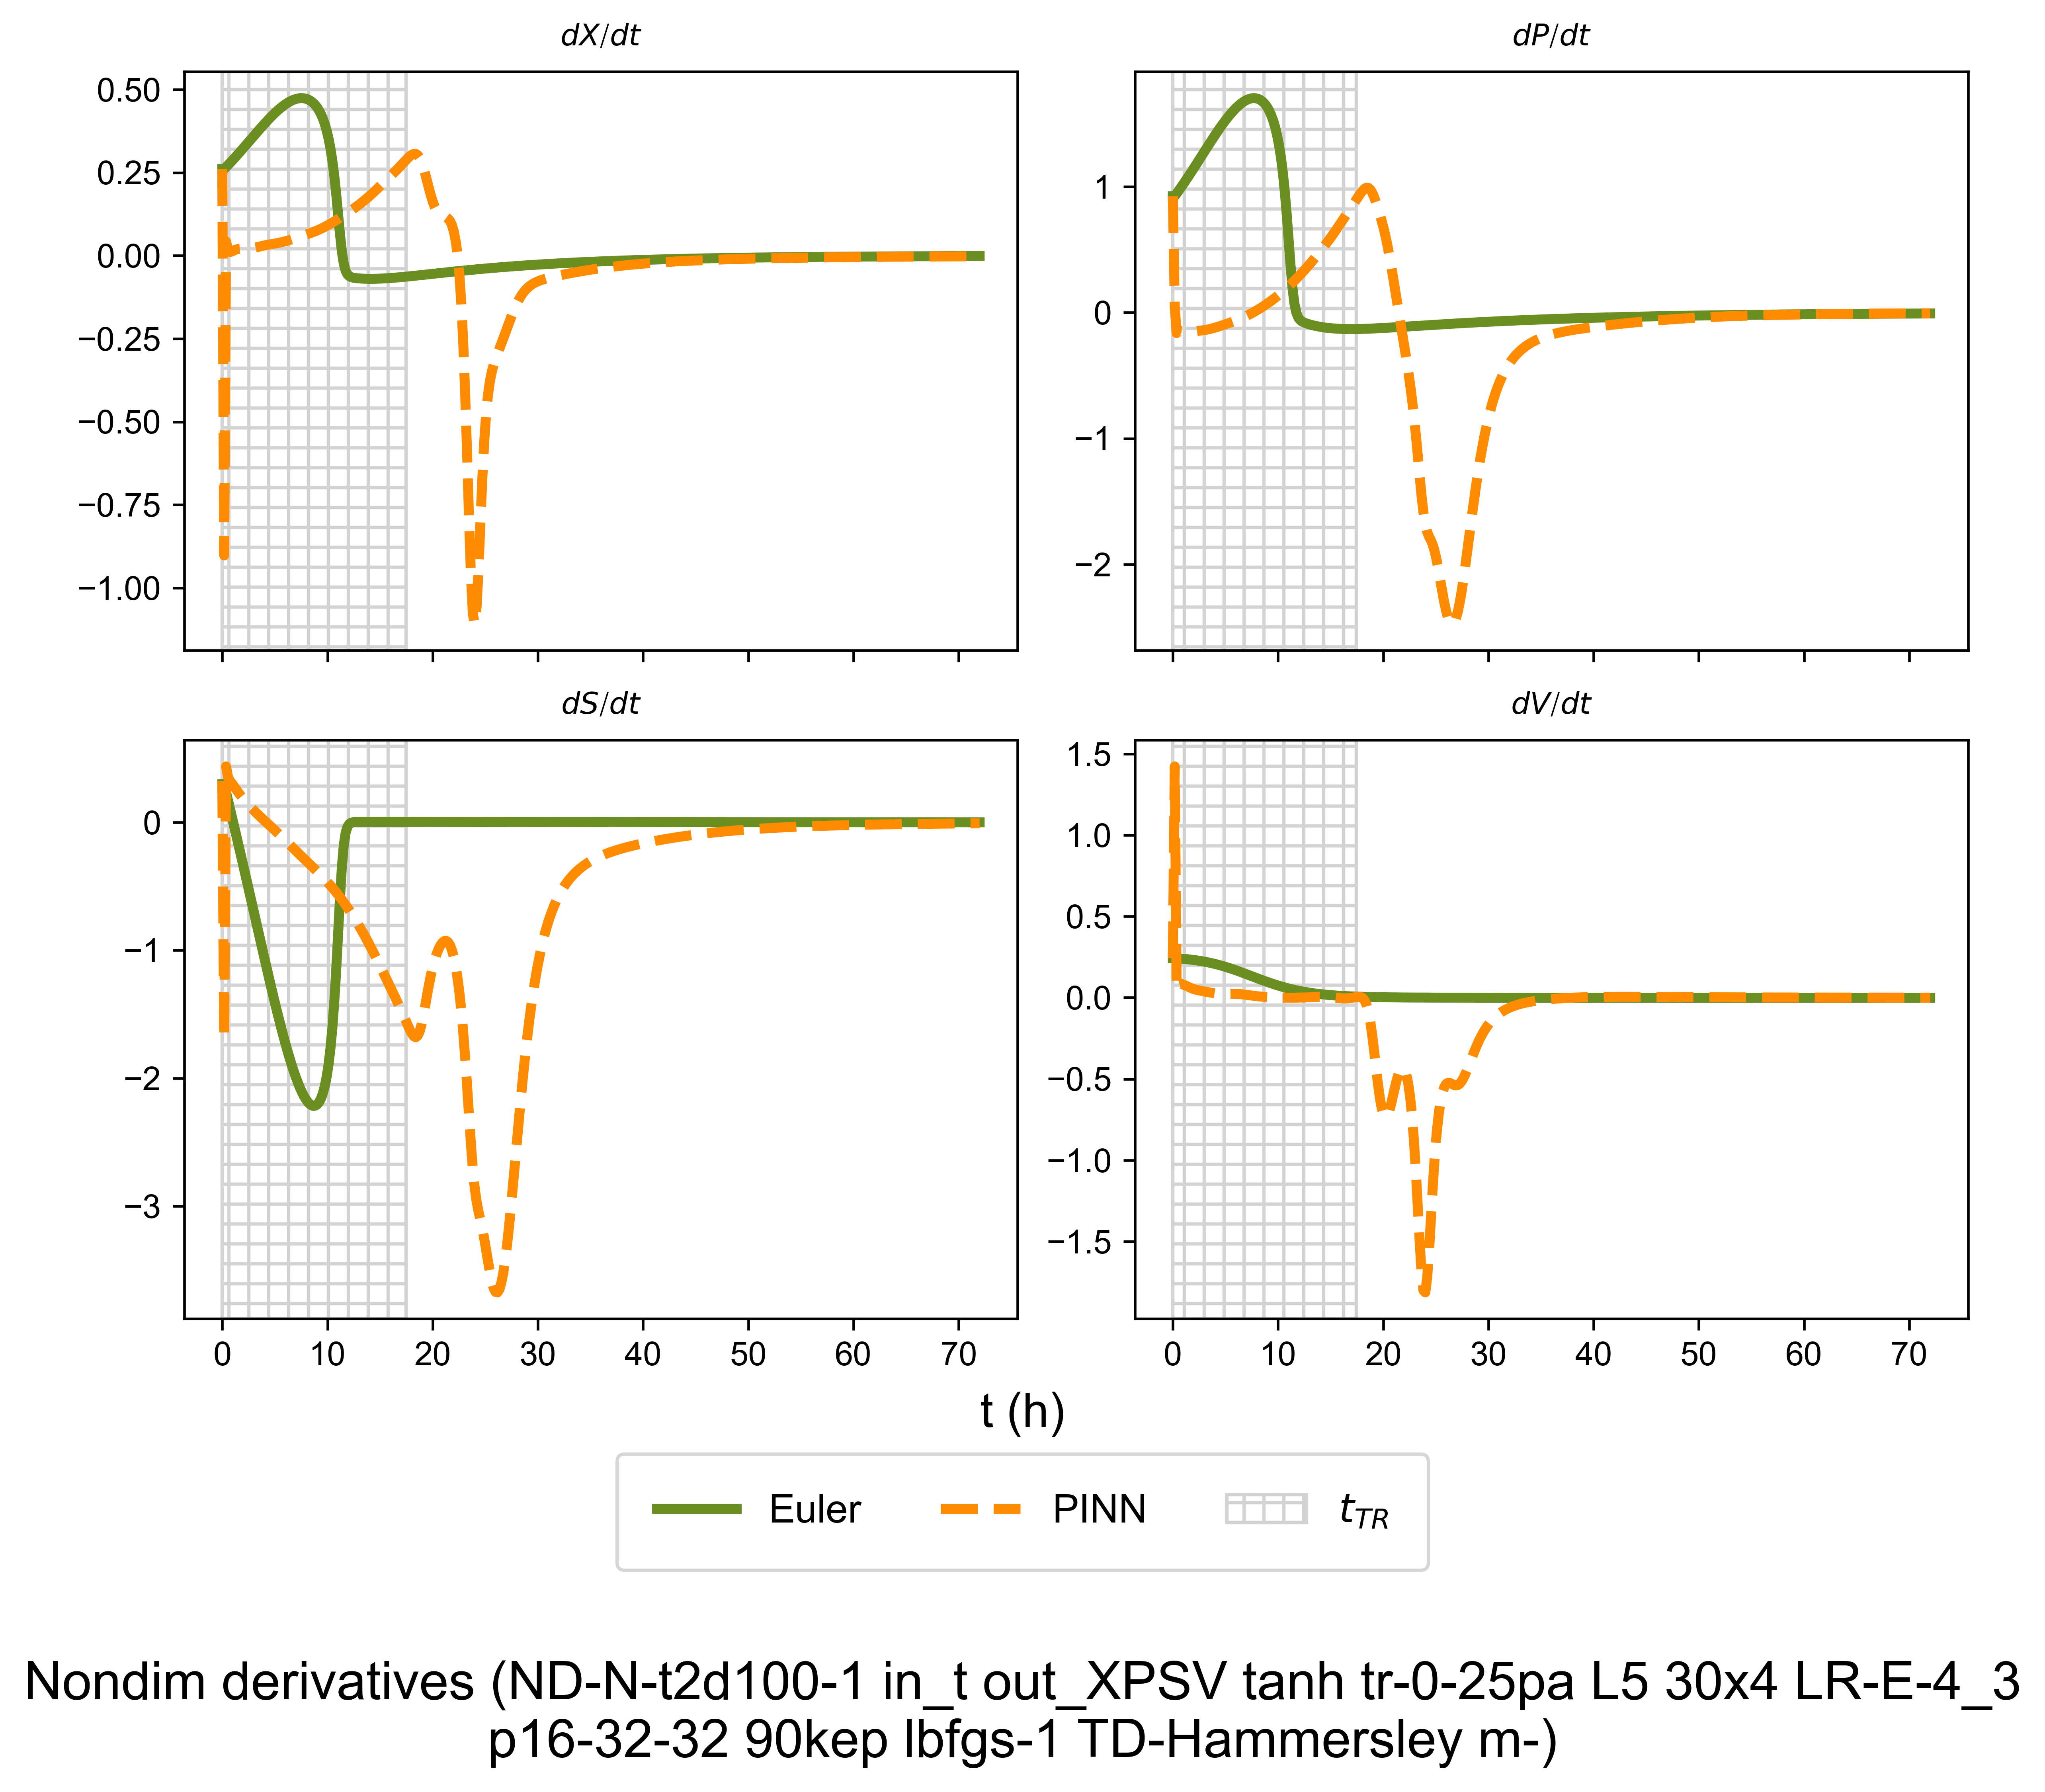 dX/dt
dP/dt
0.50
0.25
0.00
−0.25
−0.50
−0.75
−1.00
1
0
−1
−2
dS/dt
dV/dt
0
−1
−2
−3
0 10 20 30 40 50 60 70
1.5
1.0
0.5
0.0
−0.5
−1.0
−1.5
0 10 20 30 40 50 60 70
t (h)
Euler PINN t_TR
Nondim derivatives (ND-N-t2d100-1 in_t out_XPSV tanh tr-0-25pa L5 30x4 LR-E-4_3
p16-32-32 90kep lbfgs-1 TD-Hammersley m-)